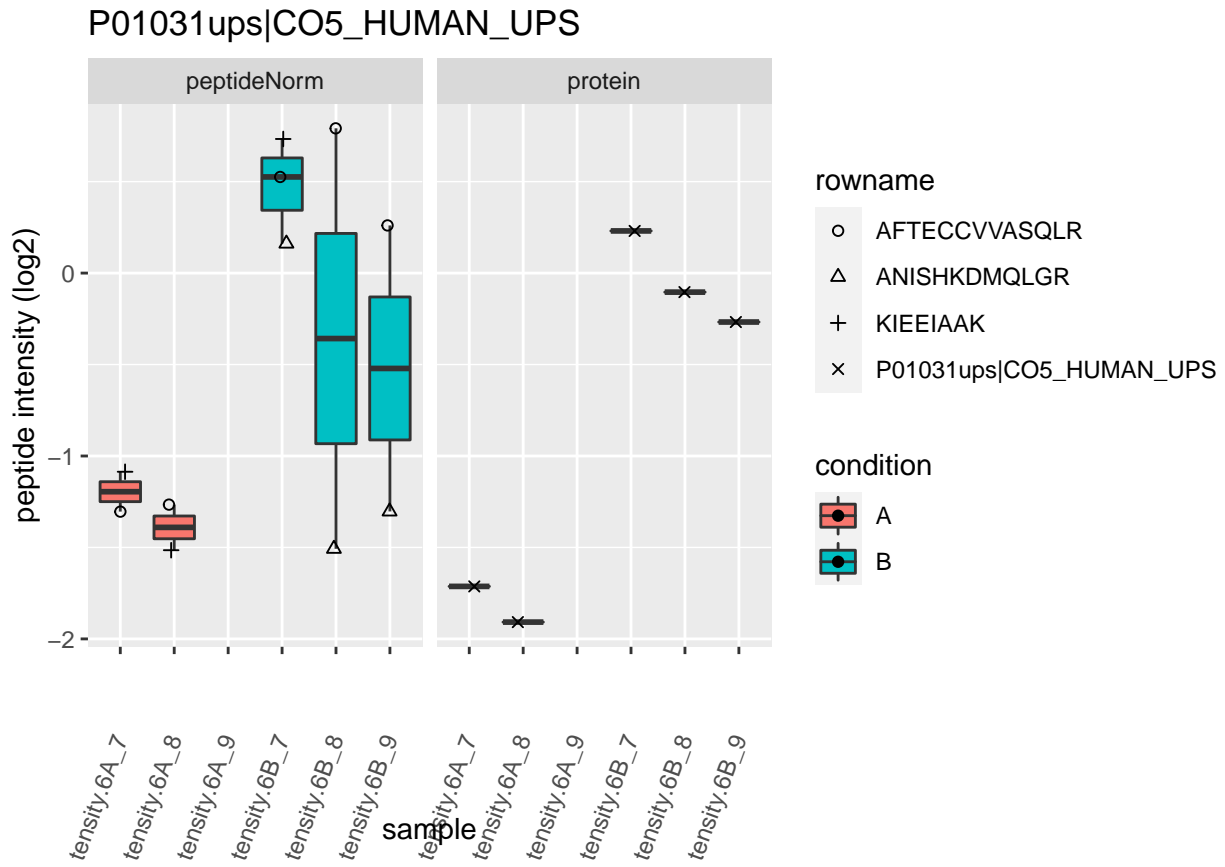 P01031ups|CO5_HUMAN_UPS
peptideNorm
protein
peptide intensity (log2)
0
−1
−2
tensity.6A_7
tensity.6A_8
tensity.6A_9
tensity.6B_7
tensity.6B_8
tensity.6B_9
tensity.6A_7
tensity.6A_8
tensity.6A_9
tensity.6B_7
tensity.6B_8
tensity.6B_9
sample
rowname
AFTECCVVASQLR
ANISHKDMQLGR
KIEEIAAK
P01031ups|CO5_HUMAN_UPS
condition
A
B